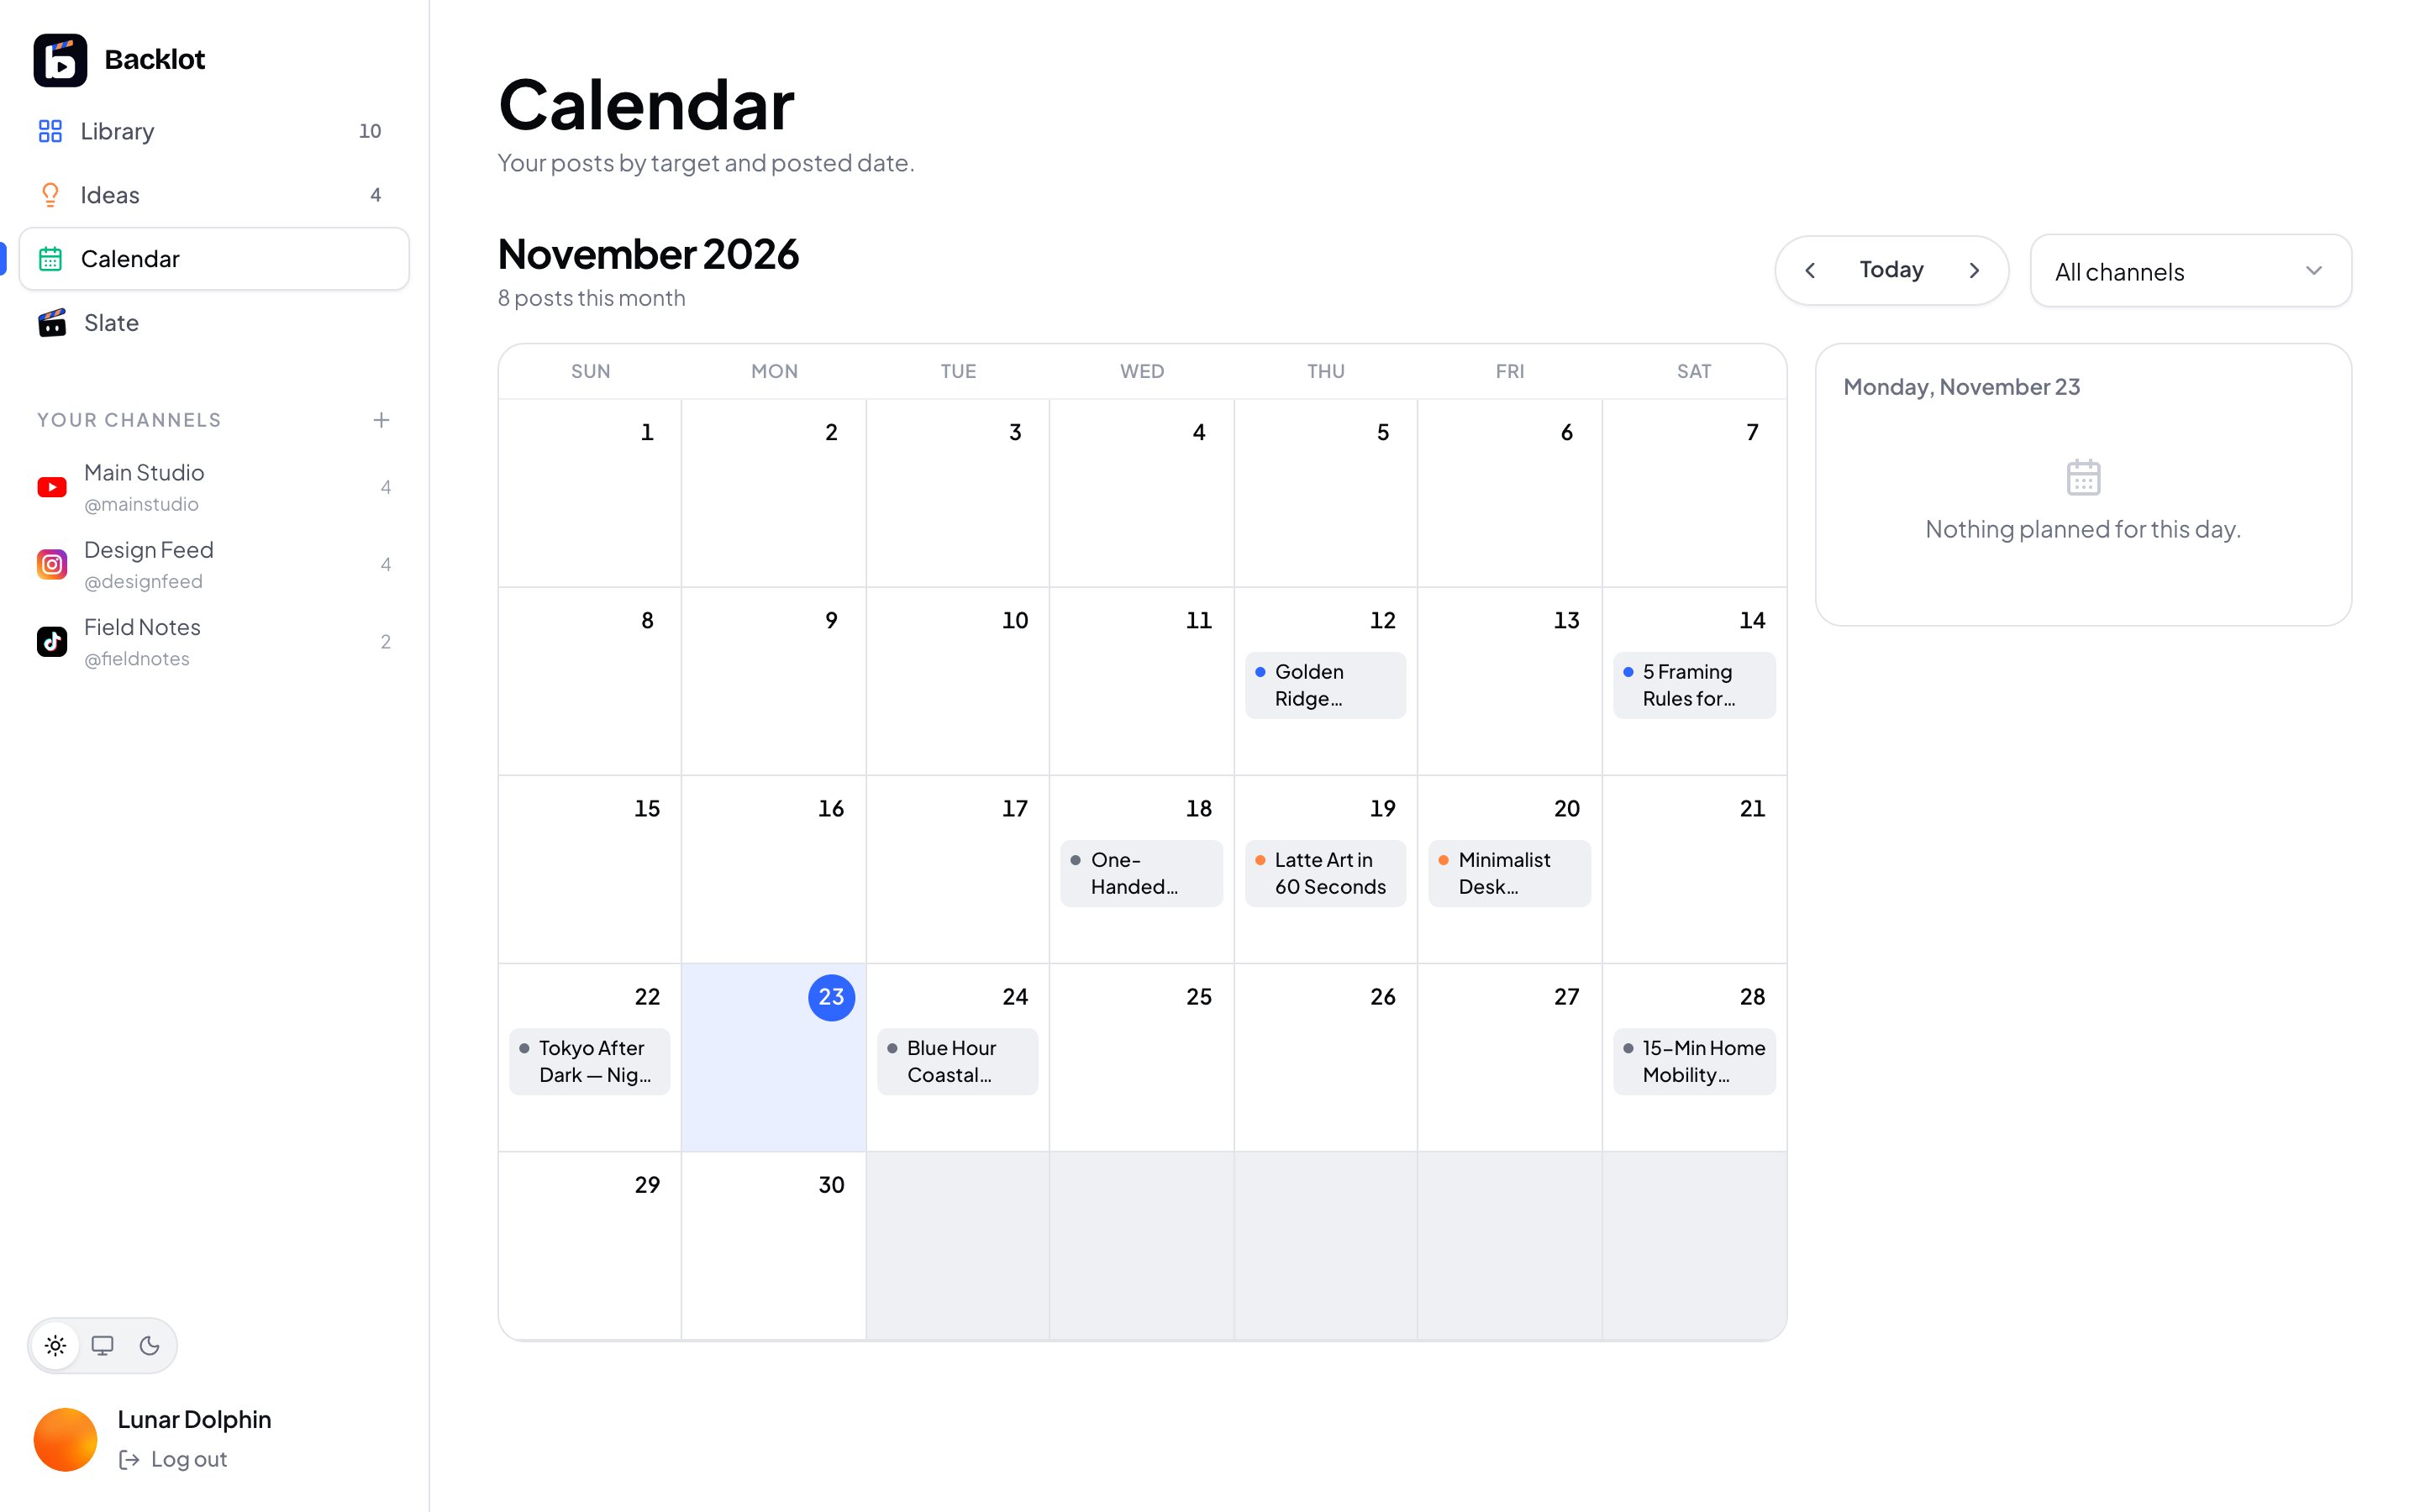 Backlot
Library 10
Ideas 4
Calendar
Slate
YOUR CHANNELS
Main Studio
@mainstudio
4
Design Feed
@designfeed
4
Field Notes
@fieldnotes
2
Lunar Dolphin
Log out
Calendar
Your posts by target and posted date.
November 2026
8 posts this month
Today
All channels
SUN MON TUE WED THU FRI SAT
1 2 3 4 5 6 7
8 9 10 11 12 13 14
Golden
Ridge...
5 Framing
Rules for...
15 16 17 18 19 20 21
One-
Handed...
Latte Art in
60 Seconds
Minimalist
Desk...
22 23 24 25 26 27 28
Tokyo After
Dark — Nig...
Blue Hour
Coastal...
15-Min Home
Mobility...
29 30
Monday, November 23
Nothing planned for this day.